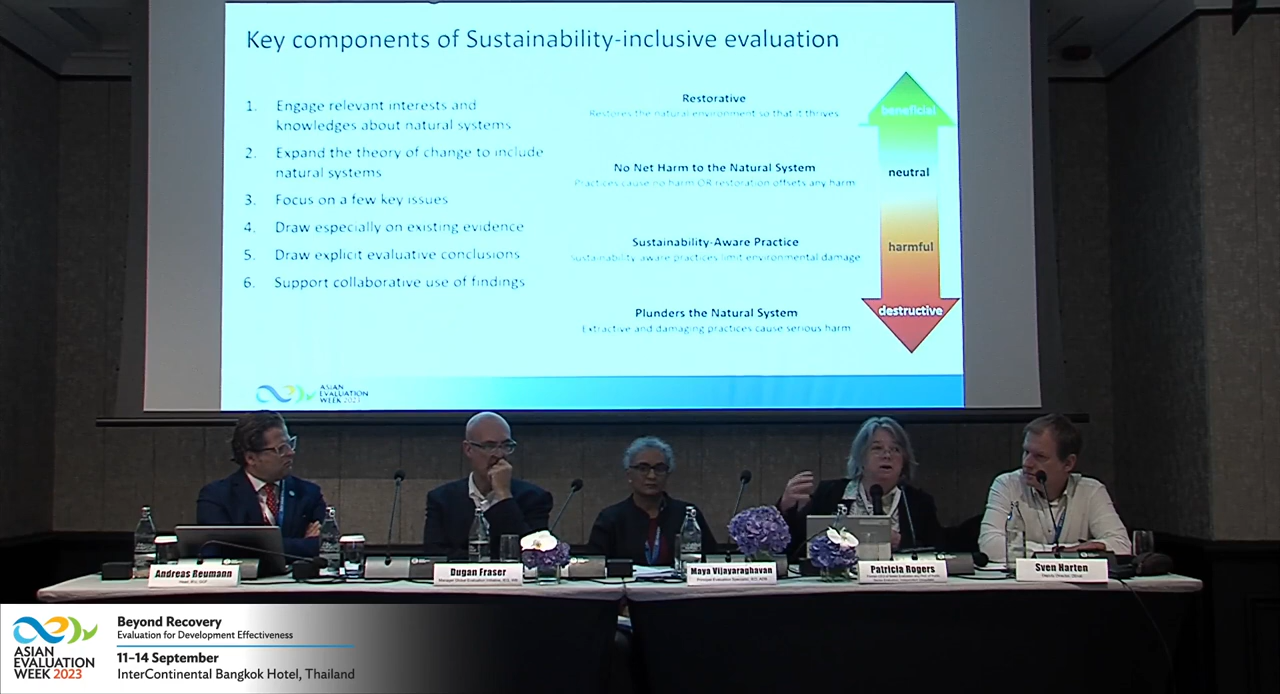 Key components of Sustainability-inclusive evaluation
1. Engage relevant interests and
knowledges about natural systems
2. Expand the theory of change to include
natural systems
3. Focus on a few key issues
4. Draw especially on existing evidence
5. Draw explicit evaluative conclusions
6. Support collaborative use of findings
Restorative
Restores the natural environment so that it thrives
No Net Harm to the Natural System
Practices cause no harm OR restoration offsets any harm
Sustainability-Aware Practice
Sustainability-aware practices limit environmental damage
Plunders the Natural System
Extractive and damaging practices cause serious harm
beneficial
neutral
harmful
destructive
ASIAN
EVALUATION
WEEK 2023
Andreas Reumann
Dugan Fraser
Maya Vijayaraghavan
Principal Evaluation Specialist, IED, ADB
Patricia Rogers
Sven Harten
ASIAN
EVALUATION
WEEK 2023
Beyond Recovery
Evaluation for Development Effectiveness
11–14 September
InterContinental Bangkok Hotel, Thailand